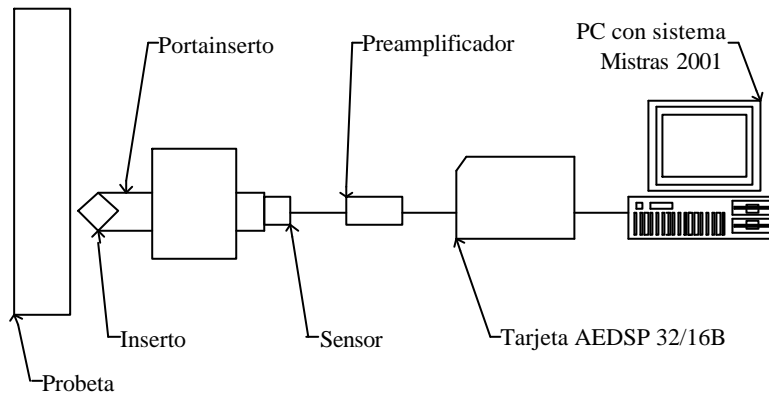 Portainserto
Preamplificador
PC con sistema
Mistras 2001
Inserto
Sensor
Tarjeta AEDSP 32/16B
Probeta